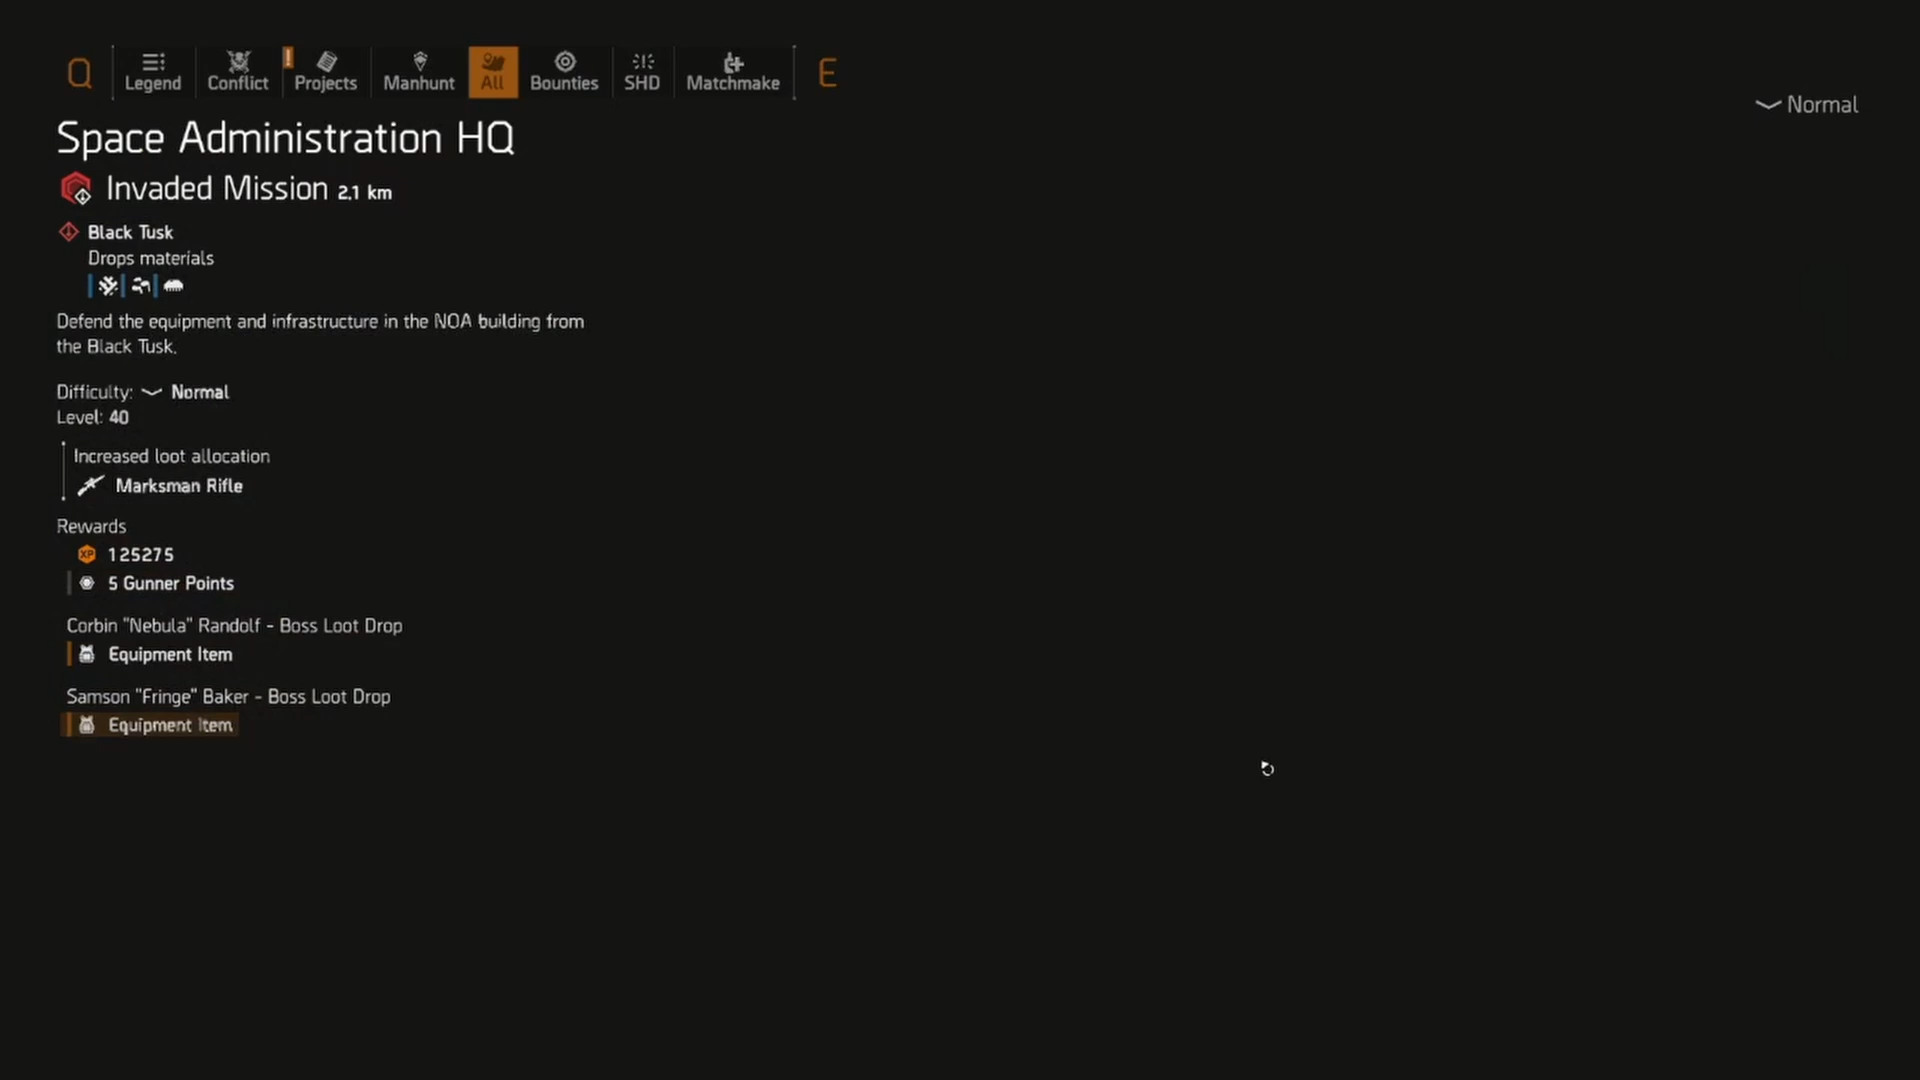 Q Legend Conflict ! Projects Manhunt All Bounties SHD Matchmake E
Normal
Space Administration HQ
Invaded Mission 2.1 km
Black Tusk
Drops materials
Defend the equipment and infrastructure in the NOA building from
the Black Tusk.
Difficulty: Normal
Level: 40
Increased loot allocation
Marksman Rifle
Rewards
XP 125275
5 Gunner Points
Corbin "Nebula" Randolf - Boss Loot Drop
Equipment Item
Samson "Fringe" Baker - Boss Loot Drop
Equipment Item